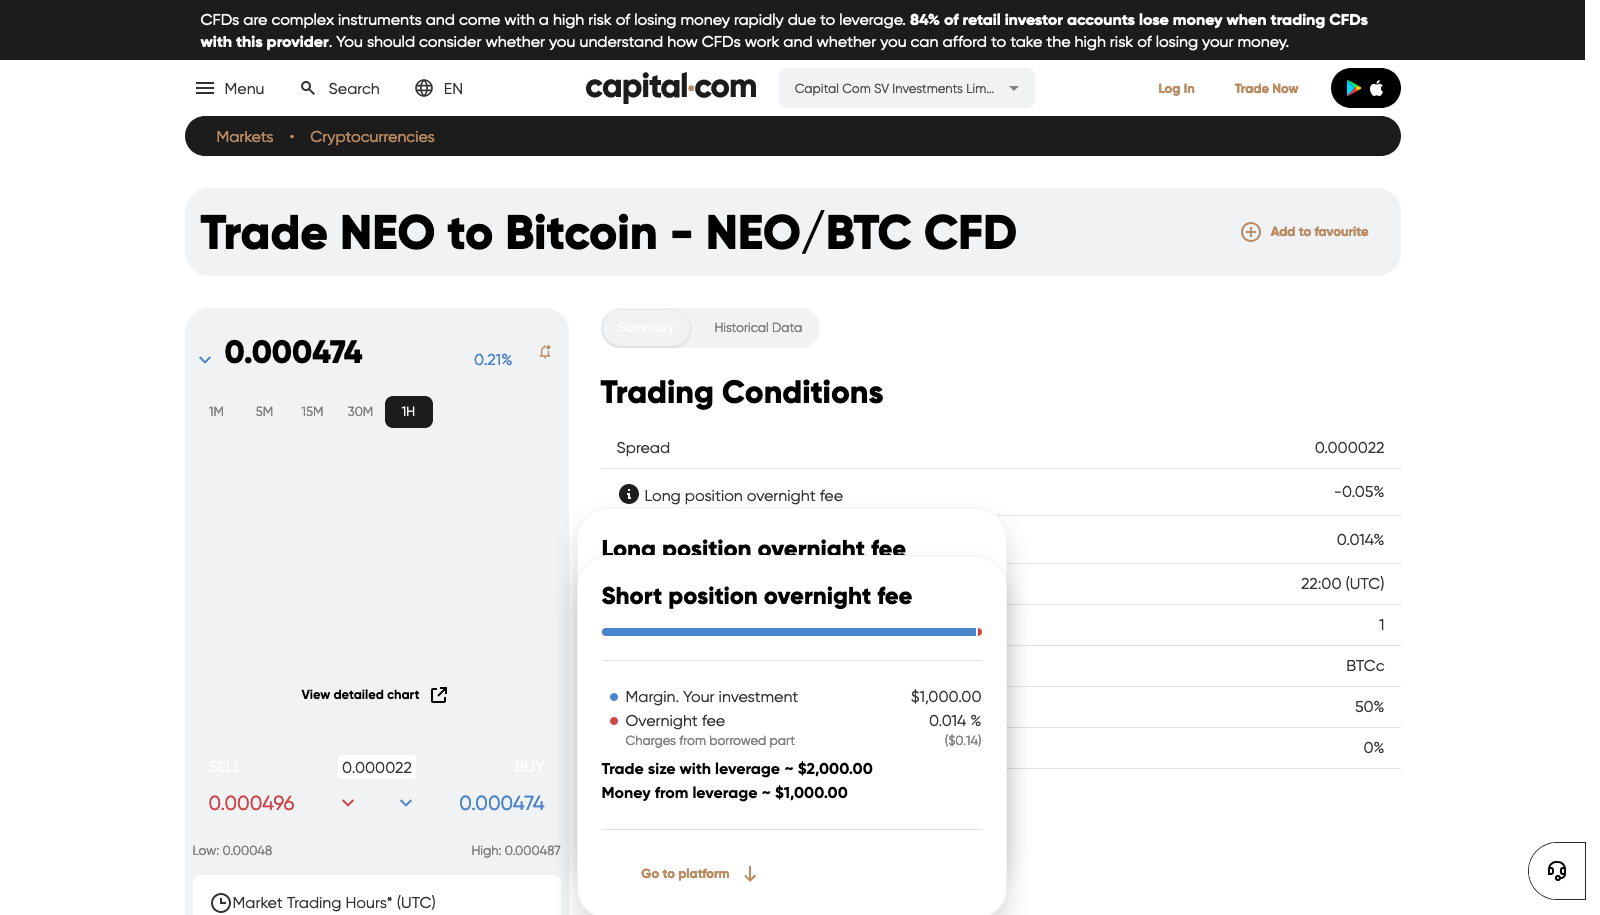 CFDs are complex instruments and come with a high risk of losing money rapidly due to leverage. 84% of retail investor accounts lose money when trading CFDs
with this provider. You should consider whether you understand how CFDs work and whether you can afford to take the high risk of losing your money.
Menu Search EN capital.com Capital Com SV Investments Lim... Log In Trade Now
Markets • Cryptocurrencies
Trade NEO to Bitcoin - NEO/BTC CFD Add to favourite
0.000474 0.21%
1M 5M 15M 30M 1H
View detailed chart
SELL 0.000022 BUY
0.000496 0.000474
Low: 0.00048 High: 0.000487
Market Trading Hours* (UTC)
Summary Historical Data
Trading Conditions
Spread 0.000022
Long position overnight fee -0.05%
0.014%
22:00 (UTC)
1
BTCc
50%
0%
Long position overnight fee
Short position overnight fee
Margin. Your investment $1,000.00
Overnight fee 0.014 %
Charges from borrowed part ($0.14)
Trade size with leverage ~ $2,000.00
Money from leverage ~ $1,000.00
Go to platform